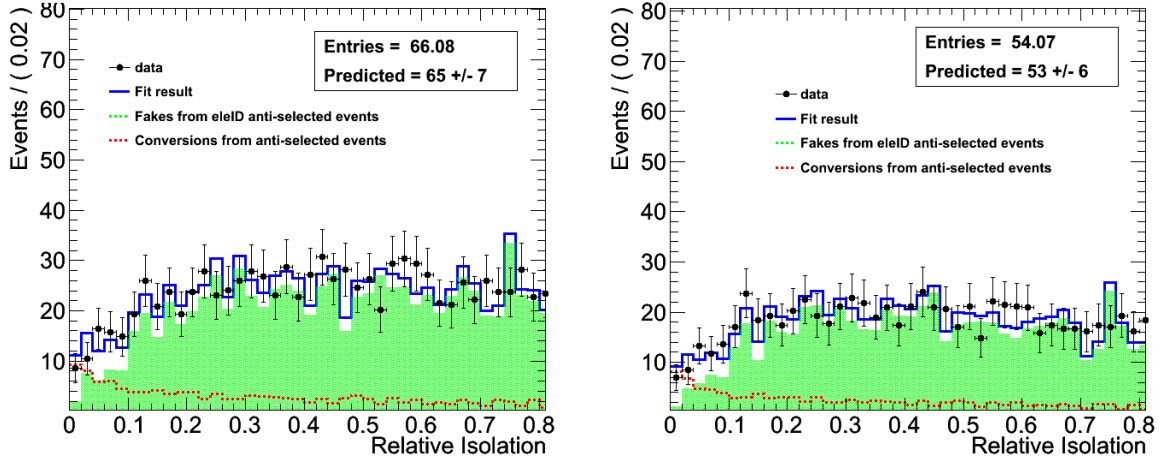 80
70
60
50
40
30
20
10
Events / ( 0.02 )
Entries = 66.08
Predicted = 65 +/- 7
data
Fit result
Fakes from eleID anti-selected events
Conversions from anti-selected events
0 0.1 0.2 0.3 0.4 0.5 0.6 0.7 0.8
Relative Isolation
80
70
60
50
40
30
20
10
Events / ( 0.02 )
Entries = 54.07
Predicted = 53 +/- 6
data
Fit result
Fakes from eleID anti-selected events
Conversions from anti-selected events
0 0.1 0.2 0.3 0.4 0.5 0.6 0.7 0.8
Relative Isolation